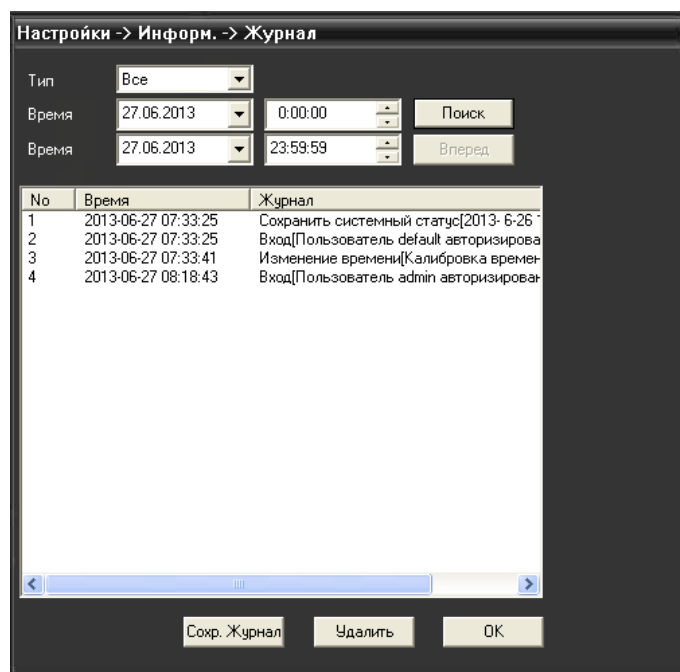 Настройки -> Информ. -> Журнал
Тип Все
Время 27.06.2013 0:00:00 Поиск
Время 27.06.2013 23:59:59 Вперед
No Время Журнал
1 2013-06-27 07:33:25 Сохранить системный статус[2013- 6-26
2 2013-06-27 07:33:25 Вход[Пользователь default авторизирова
3 2013-06-27 07:33:41 Изменение времени[Калибровка времен
4 2013-06-27 08:18:43 Вход[Пользователь admin авторизирован
Сохр. Журнал Удалить OK